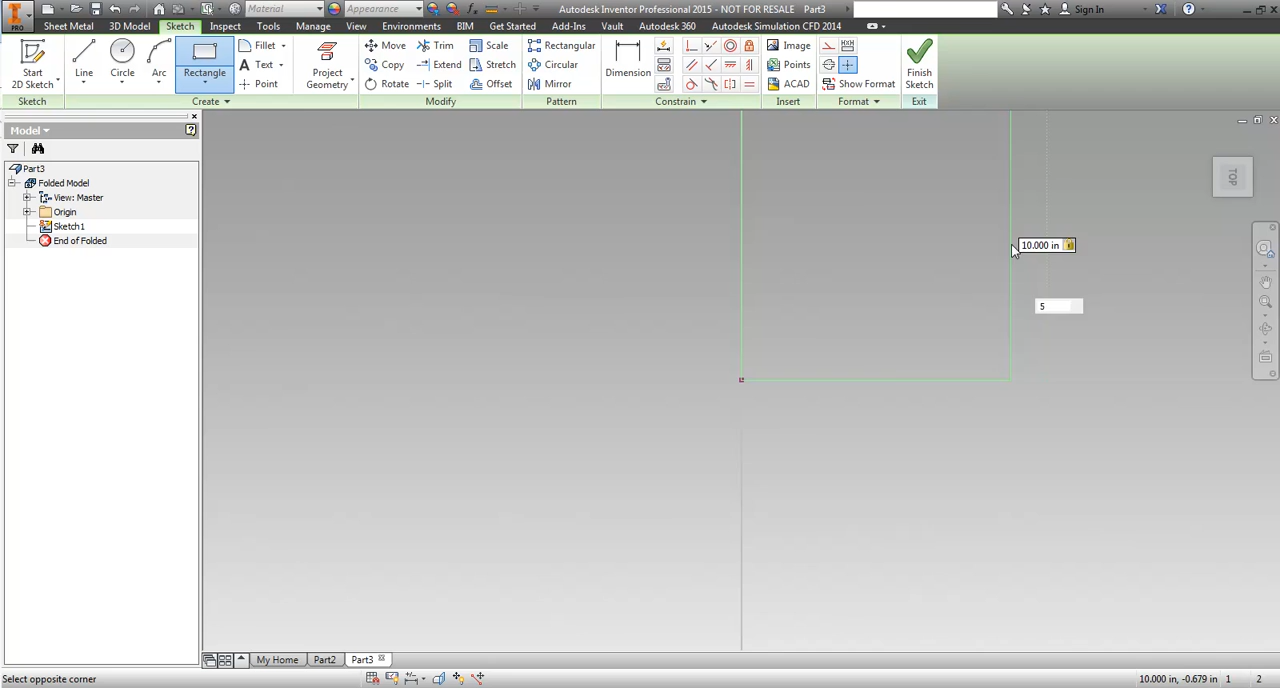 Material
Appearance
Autodesk Inventor Professional 2015 - NOT FOR RESALE Part3
Sign In
PRO
Sheet Metal 3D Model Sketch Inspect Tools Manage View Environments BIM Get Started Add-Ins Vault Autodesk 360 Autodesk Simulation CFD 2014
Start
2D Sketch
Line
Circle
Arc
Rectangle
Fillet
Text
Point
Project
Geometry
Move
Copy
Rotate
Trim
Extend
Split
Scale
Stretch
Offset
Rectangular
Circular
Mirror
Dimension
Image
Points
ACAD
Show Format
Finish
Sketch
Sketch Create Modify Pattern Constrain Insert Format Exit
Model
Part3
Folded Model
View: Master
Origin
Sketch1
End of Folded
TOP
10.000 in
5
My Home Part2 Part3
Select opposite corner
10.000 in, -0.679 in 1 2